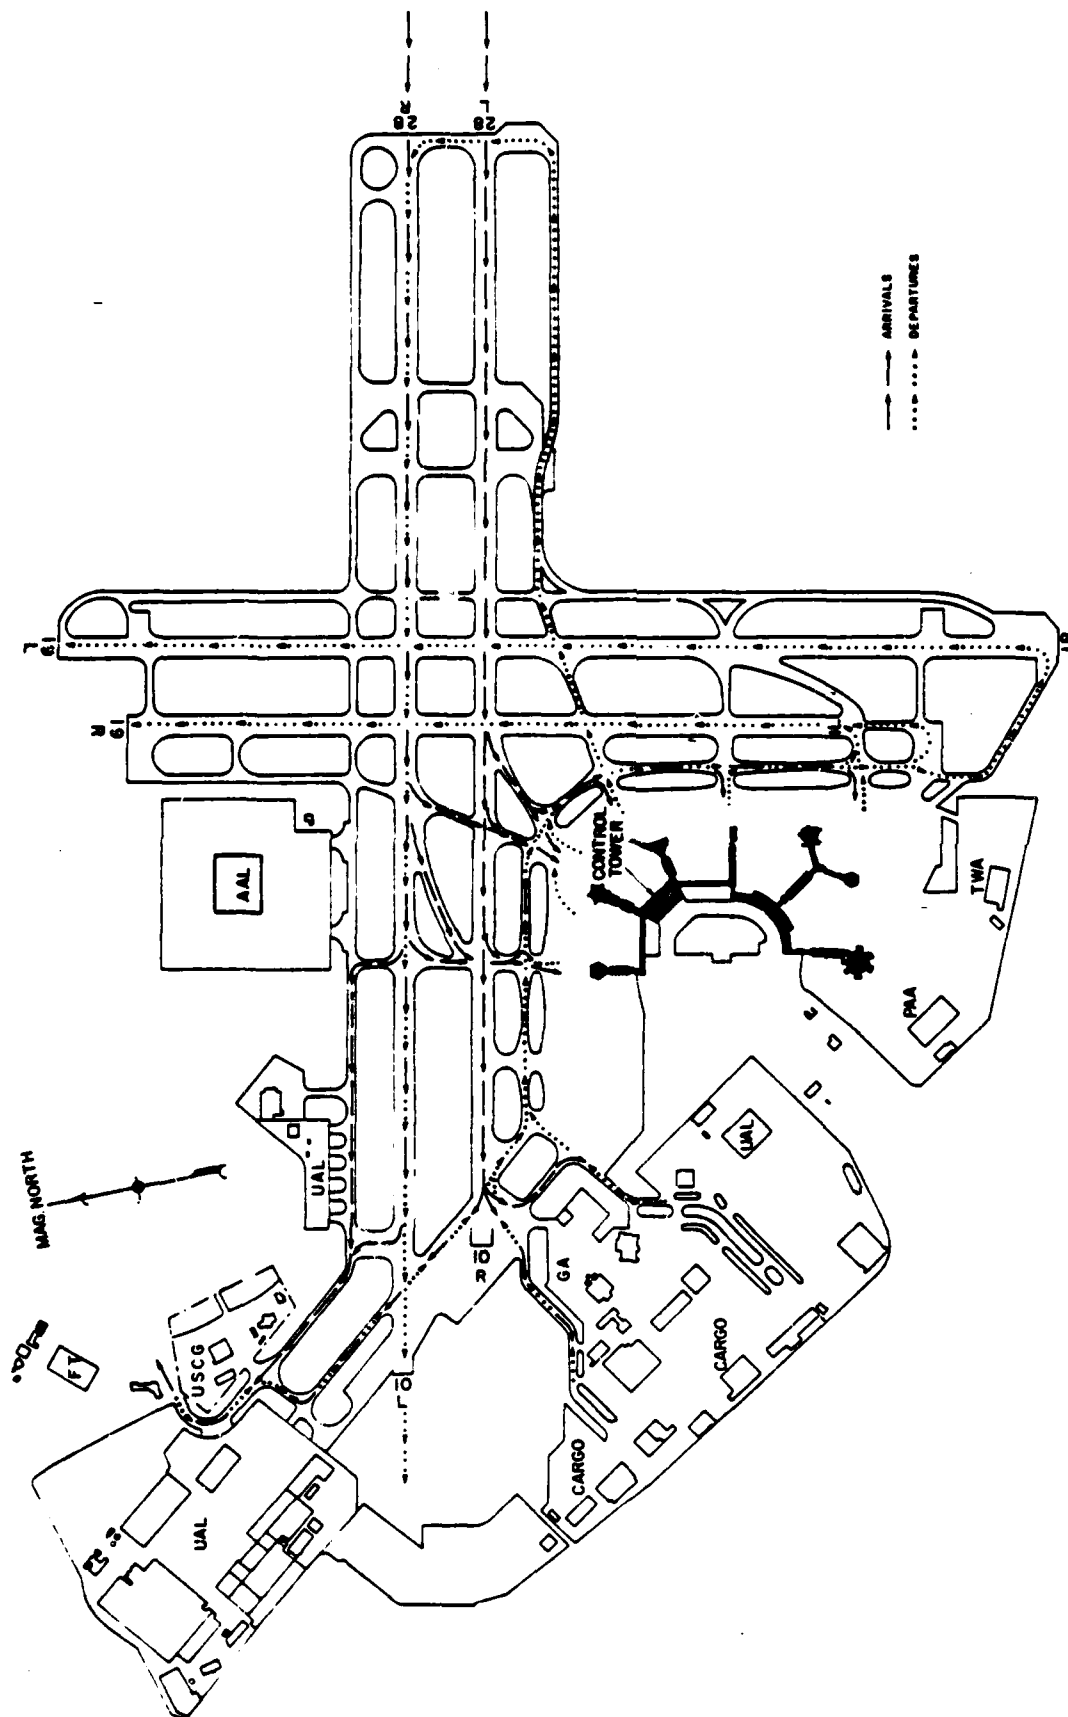 28
R
28
L
ARRIVALS
DEPARTURES
19
L
19
R
AAL
CONTROL
TOWER
TWA
PAA
MAG. NORTH
UAL
UAL
10
R
GA
USCG
10
L
CARGO
CARGO
UAL